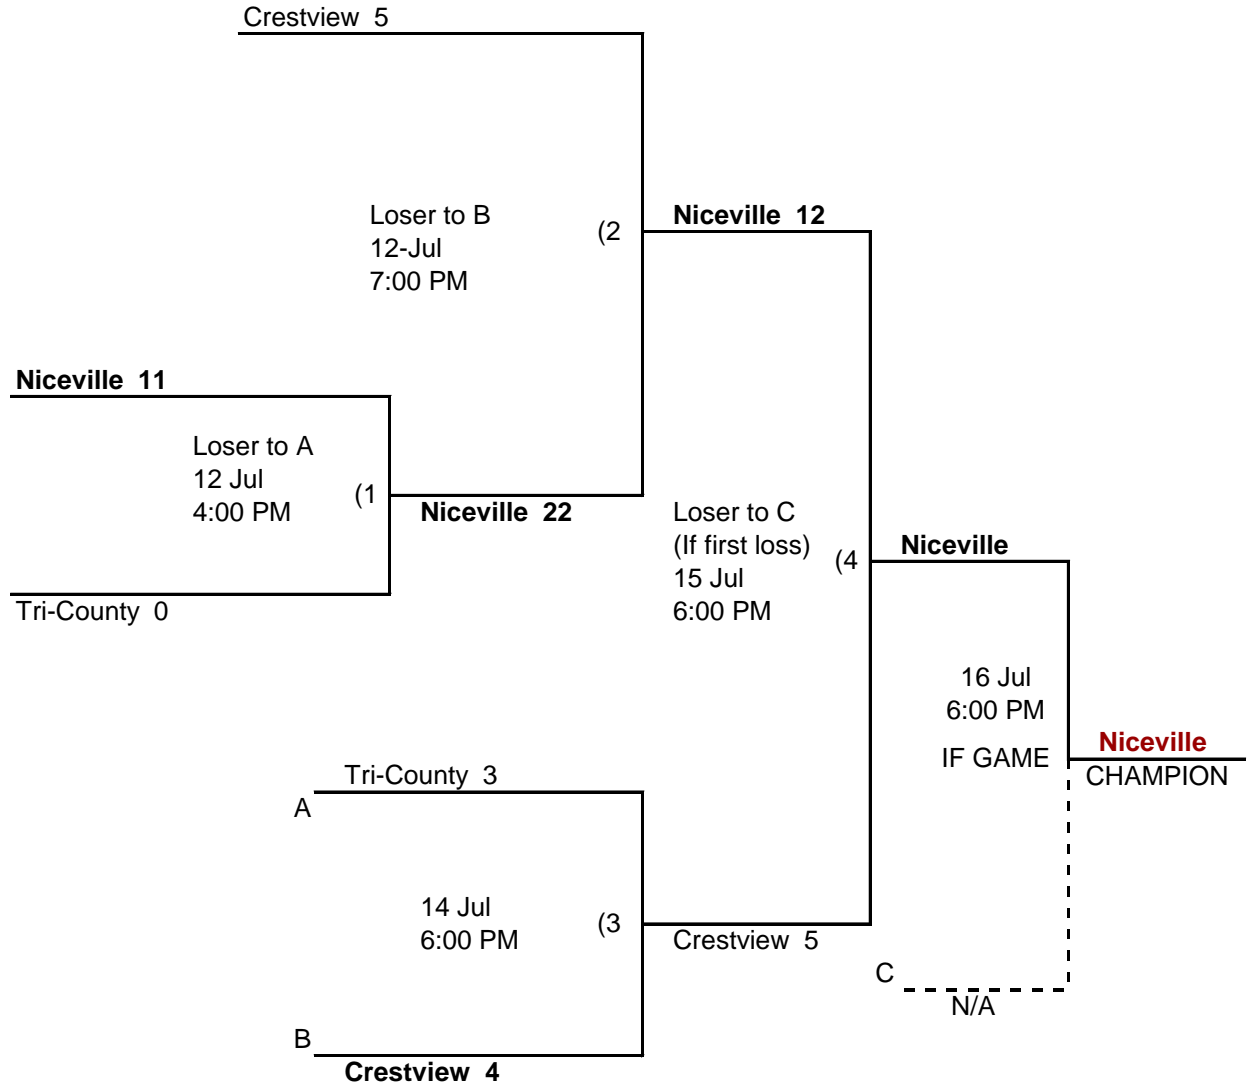 Crestview  5
Loser to B
12-Jul
7:00 PM
(2
Niceville  12
Niceville  11
Loser to A
12 Jul
4:00 PM
(1
Niceville  22
Tri-County  0
Loser to C
(If first loss)
15 Jul
6:00 PM
(4
Niceville
16 Jul
6:00 PM
IF GAME
Niceville
CHAMPION
Tri-County  3
A
14 Jul
6:00 PM
(3
Crestview  5
C
N/A
B
Crestview  4